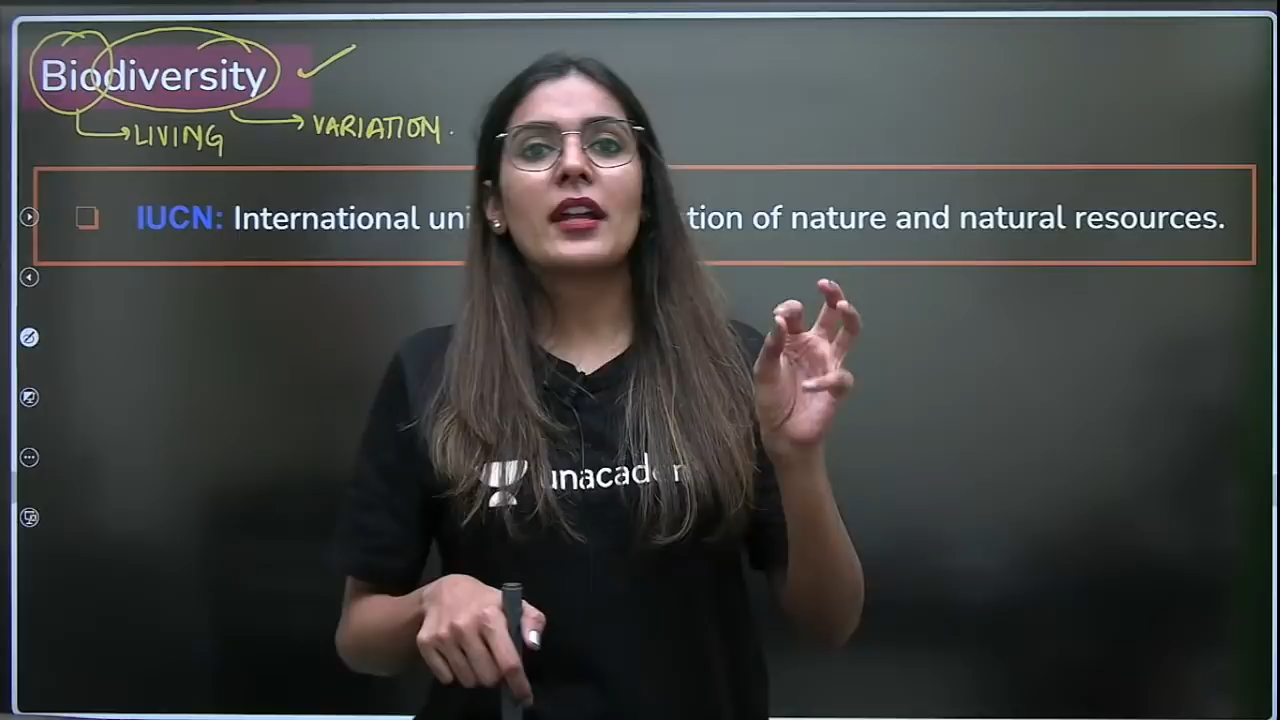 Biodiversity
LIVING
VARIATION.
IUCN: International uni tion of nature and natural resources.
unacade